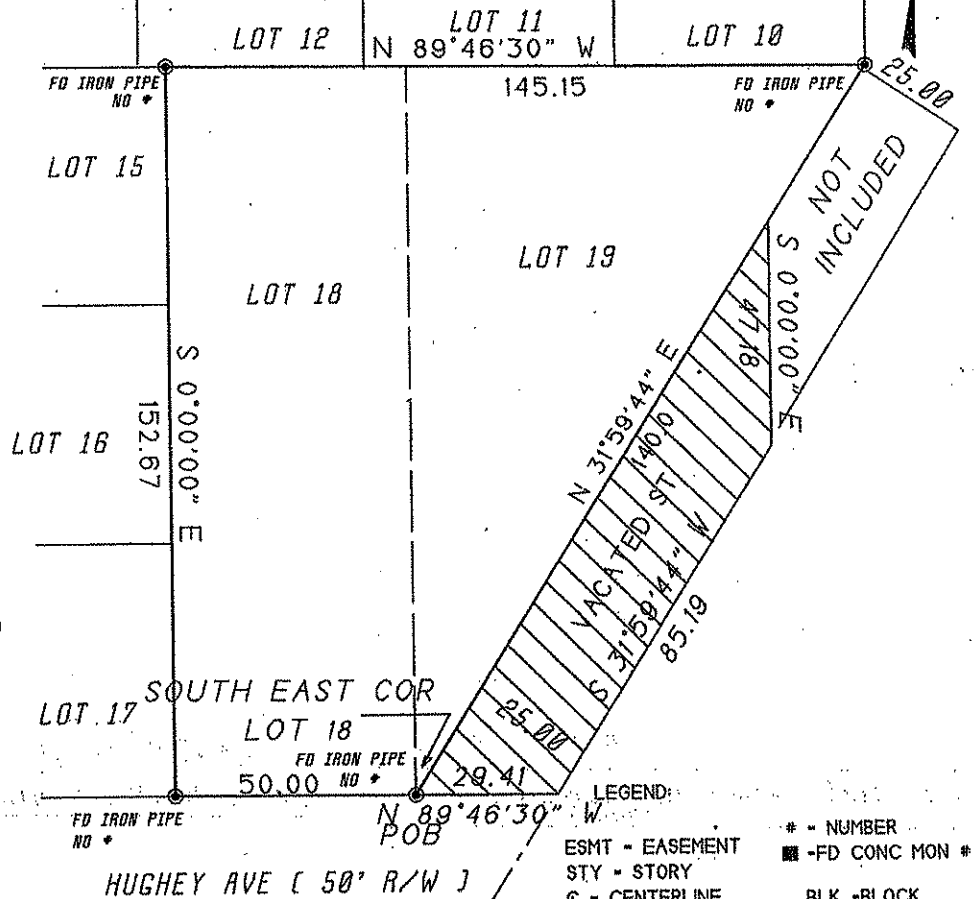 LOT 12
LOT 11
LOT 10
N 89°46'30" W
145.15
25.00
FD IRON PIPE
NO #
FD IRON PIPE
NO #
NOT
INCLUDED
LOT 15
LOT 18
LOT 19
S 0°00'00" E
152.67
LOT 16
N 31°59'44" E
140.0
47.18
S 0.00'00" E
VACATED ST
S 31°59'44" W
85.19
25.00
LOT 17
SOUTH EAST COR
LOT 18
FD IRON PIPE
NO #
50.00
29.41
N 89°46'30" W
POB
FD IRON PIPE
NO #
HUGHEY AVE ( 50' R/W )
LEGEND:
ESMT - EASEMENT
STY - STORY
- CENTERLINE
# - NUMBER
-FD CONC MON #
BLK -BLOCK